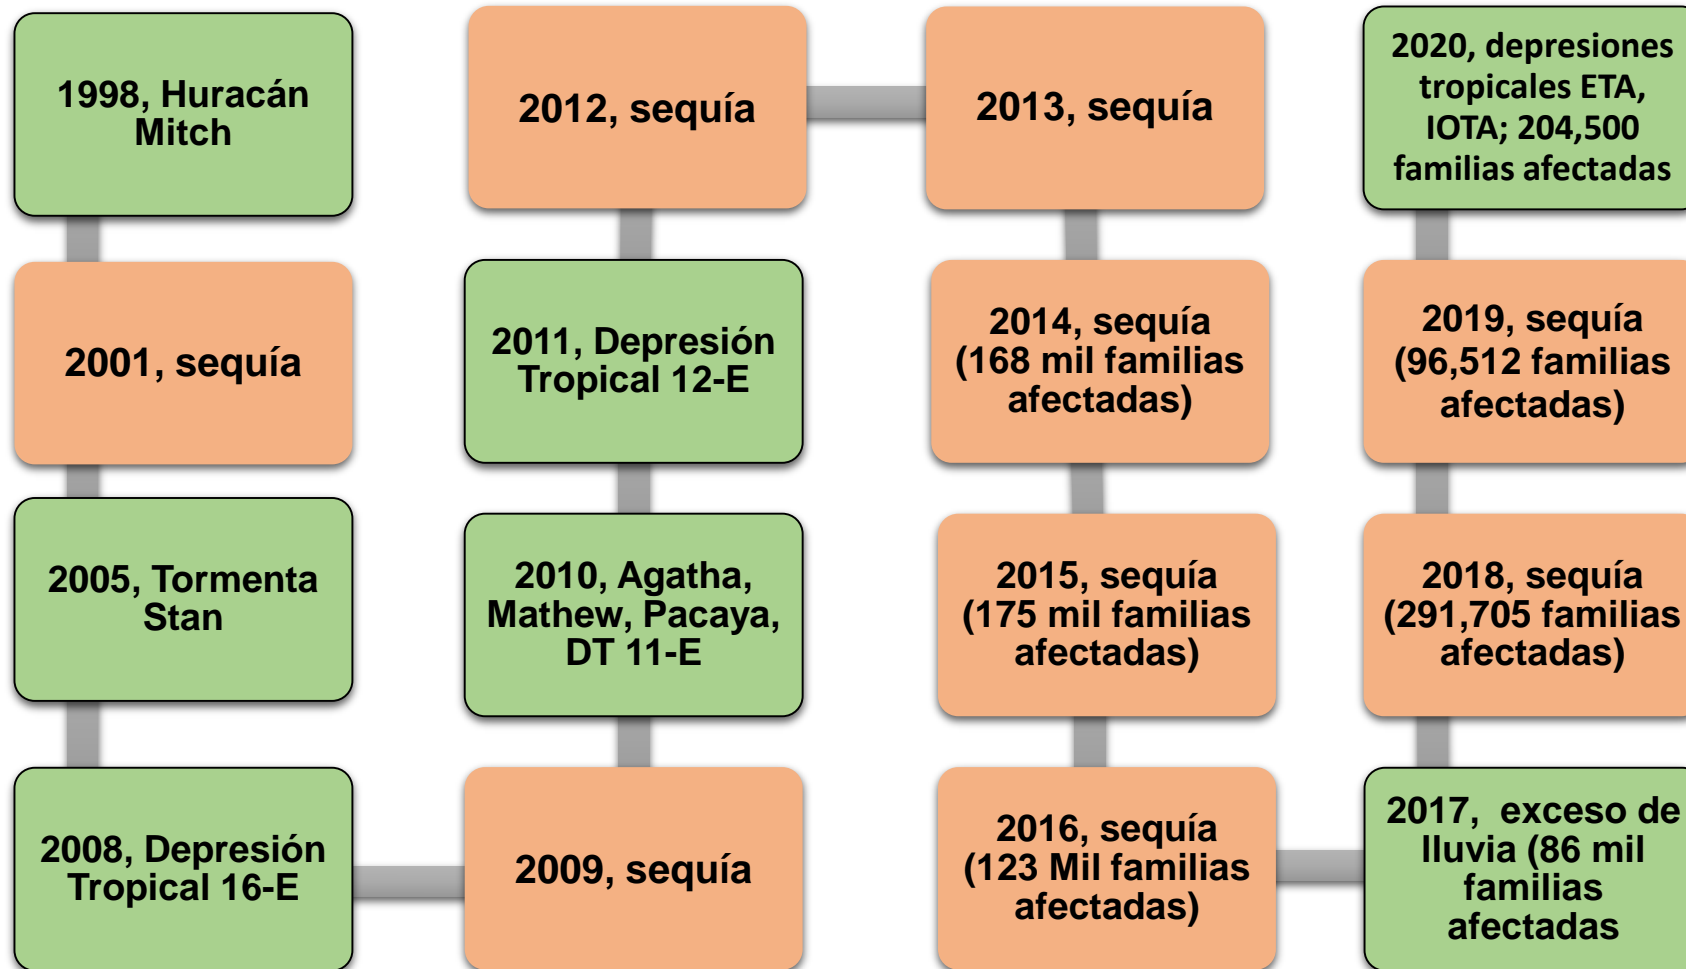 1998, Huracán
Mitch
2001, sequía
2005, Tormenta
Stan
2008, Depresión
Tropical 16-E
2009, sequía
2010, Agatha,
Mathew, Pacaya,
DT 11-E
2011, Depresión
Tropical 12-E
2012, sequía
2013, sequía
2014, sequía
(168 mil familias
afectadas)
2015, sequía
(175 mil familias
afectadas)
2016, sequía
(123 Mil familias
afectadas)
2017, exceso de
lluvia (86 mil
familias
afectadas
2018, sequía
(291,705 familias
afectadas)
2019, sequía
(96,512 familias
afectadas)
2020, depresiones
tropicales ETA,
IOTA; 204,500
familias afectadas